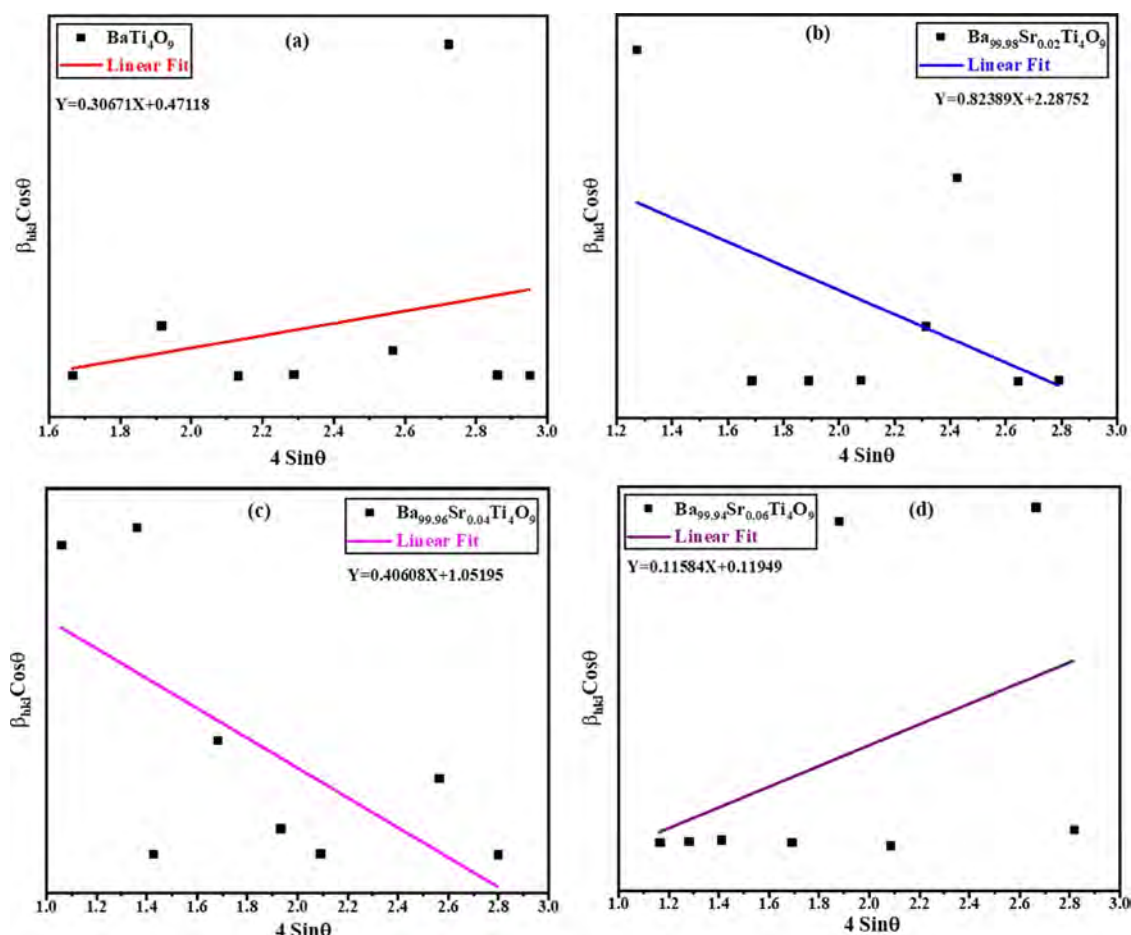 (a)
BaTi₄O₉
Linear Fit
Y=0.30671X+0.47118
βhklCosθ
1.6 1.8 2.0 2.2 2.4 2.6 2.8 3.0
4 Sinθ
(b)
Ba₉₉.₉₈Sr₀.₀₂Ti₄O₉
Linear Fit
Y=0.82389X+2.28752
βhklCosθ
1.2 1.4 1.6 1.8 2.0 2.2 2.4 2.6 2.8 3.0
4 Sinθ
(c)
Ba₉₉.₉₆Sr₀.₀₄Ti₄O₉
Linear Fit
Y=0.40608X+1.05195
βhklCosθ
1.0 1.2 1.4 1.6 1.8 2.0 2.2 2.4 2.6 2.8 3.0
4 Sinθ
(d)
Ba₉₉.₉₄Sr₀.₀₆Ti₄O₉
Linear Fit
Y=0.11584X+0.11949
βhklCosθ
1.0 1.2 1.4 1.6 1.8 2.0 2.2 2.4 2.6 2.8 3.0
4 Sinθ